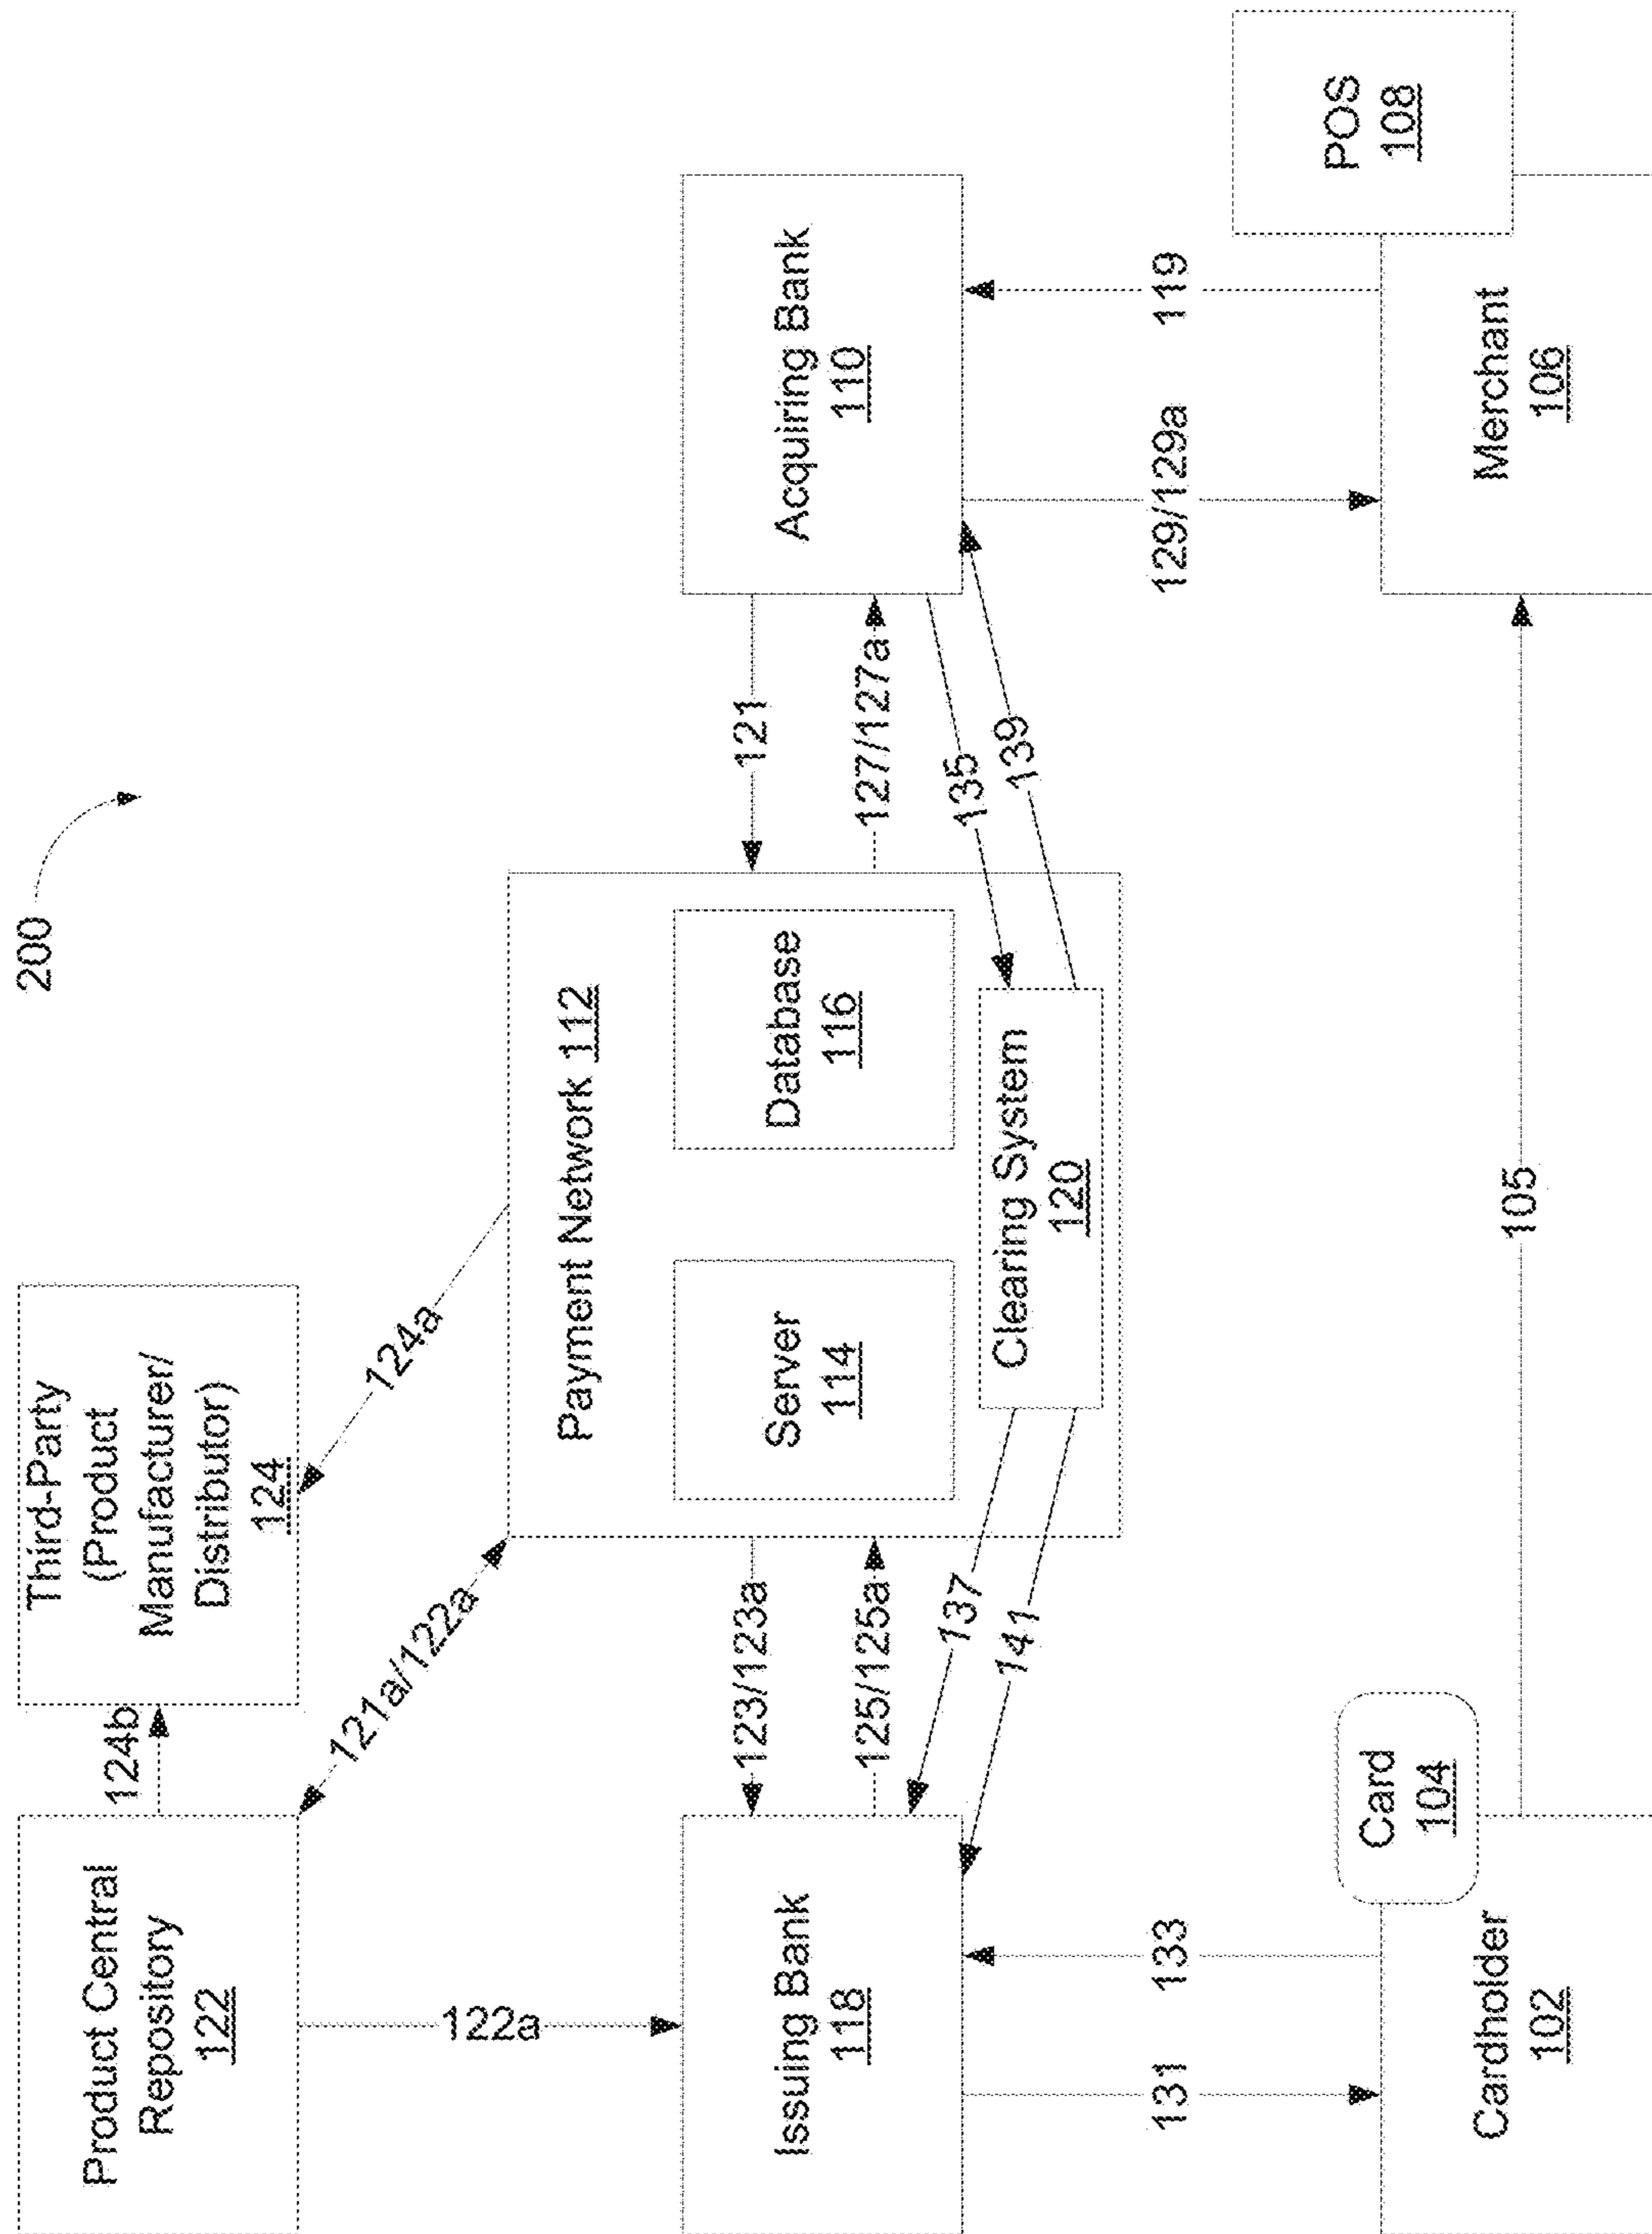 200
Product Central
Repository
122
124b
Third-Party
(Product
Manufacturer/
Distributor)
124
122a
121a/122a
124a
Issuing Bank
118
123/123a
125/125a
137
141
Payment Network 112
Server
114
Database
116
Clearing System
120
121
127/127a
135
139
Acquiring Bank
110
131
133
129/129a
119
Cardholder
102
Card
104
105
Merchant
106
POS
108